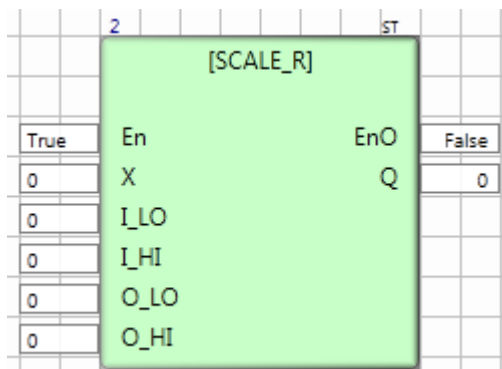 2 ST
[SCALE_R]
True En EnO False
0 X Q 0
0 I_LO
0 I_HI
0 O_LO
0 O_HI